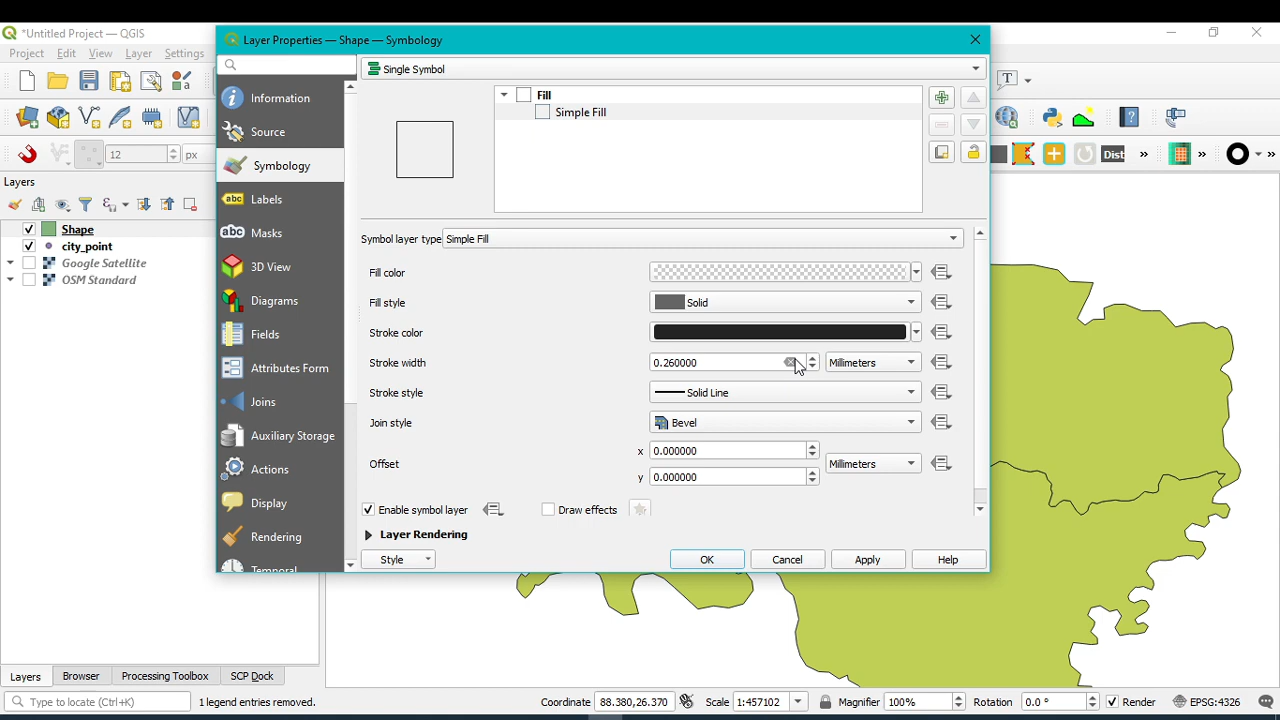 *Untitled Project — QGIS
Layer Properties — Shape — Symbology
Project Edit View Layer Settings
Single Symbol
Information
Fill
Simple Fill
Source
12 px
Dist
Symbology
Layers
Labels
abc
Shape
Masks
abc
city_point
Symbol layer type Simple Fill
Google Satellite
3D View
Fill color
OSM Standard
Diagrams
Fill style Solid
Fields
Stroke color
Attributes Form
Stroke width 0.260000 Millimeters
Stroke style Solid Line
Joins
Join style Bevel
Auxiliary Storage
x 0.000000
Offset Millimeters
Actions
y 0.000000
Display
Enable symbol layer Draw effects
Rendering
Layer Rendering
Temporal
Style OK Cancel Apply Help
Layers Browser Processing Toolbox SCP Dock
Type to locate (Ctrl+K) 1 legend entries removed. Coordinate 88.380,26.370 Scale 1:457102 Magnifier 100% Rotation 0.0 ° Render EPSG:4326